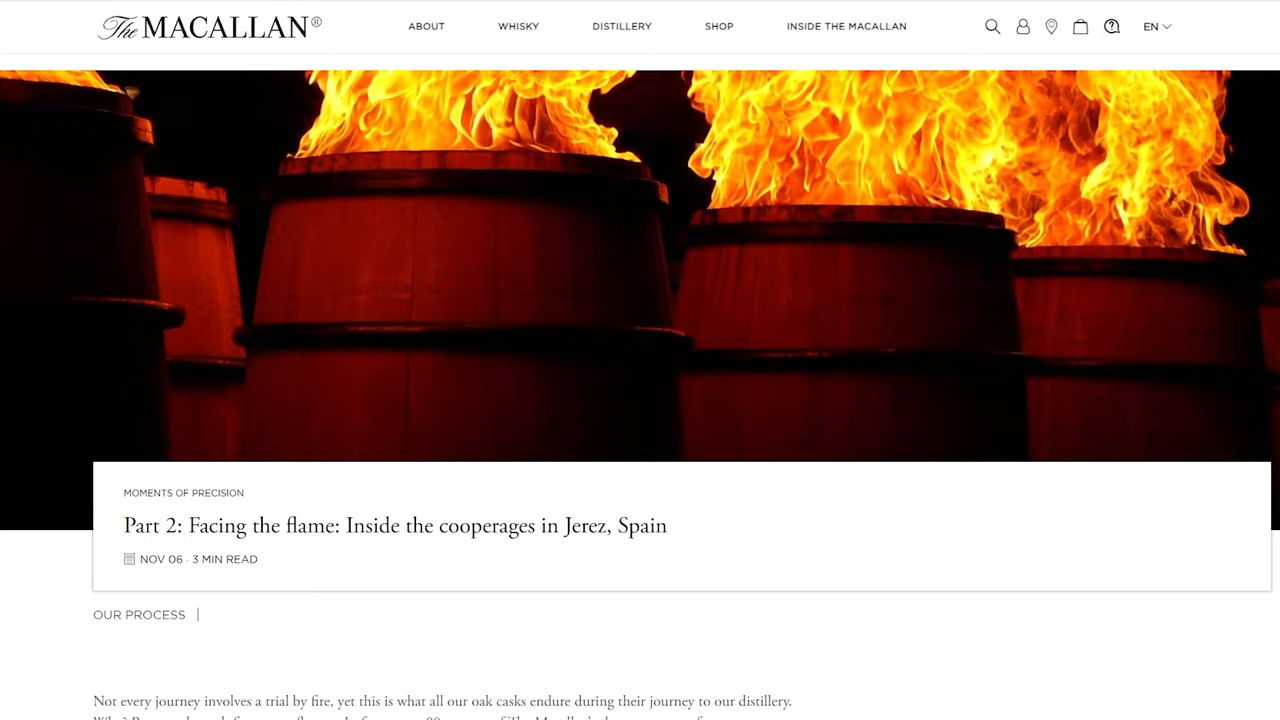 The MACALLAN®
ABOUT
WHISKY
DISTILLERY
SHOP
INSIDE THE MACALLAN
EN
MOMENTS OF PRECISION
Part 2: Facing the flame: Inside the cooperages in Jerez, Spain
NOV 06 · 3 MIN READ
OUR PROCESS |
Not every journey involves a trial by fire, yet this is what all our oak casks endure during their journey to our distillery.